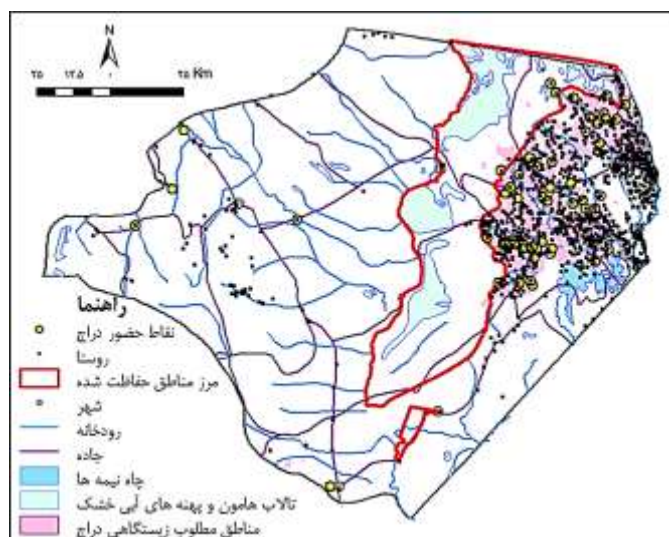 N
۲۵ ۱۲.۵ ۰ ۲۵ Km
راهنما
نقاط حضور دراج
روستا
مرز مناطق حفاظت شده
شهر
رودخانه
جاده
چاه نیمه ها
تالاب هامون و پهنه های آبی خشک
مناطق مطلوب زیستگاهی دراج